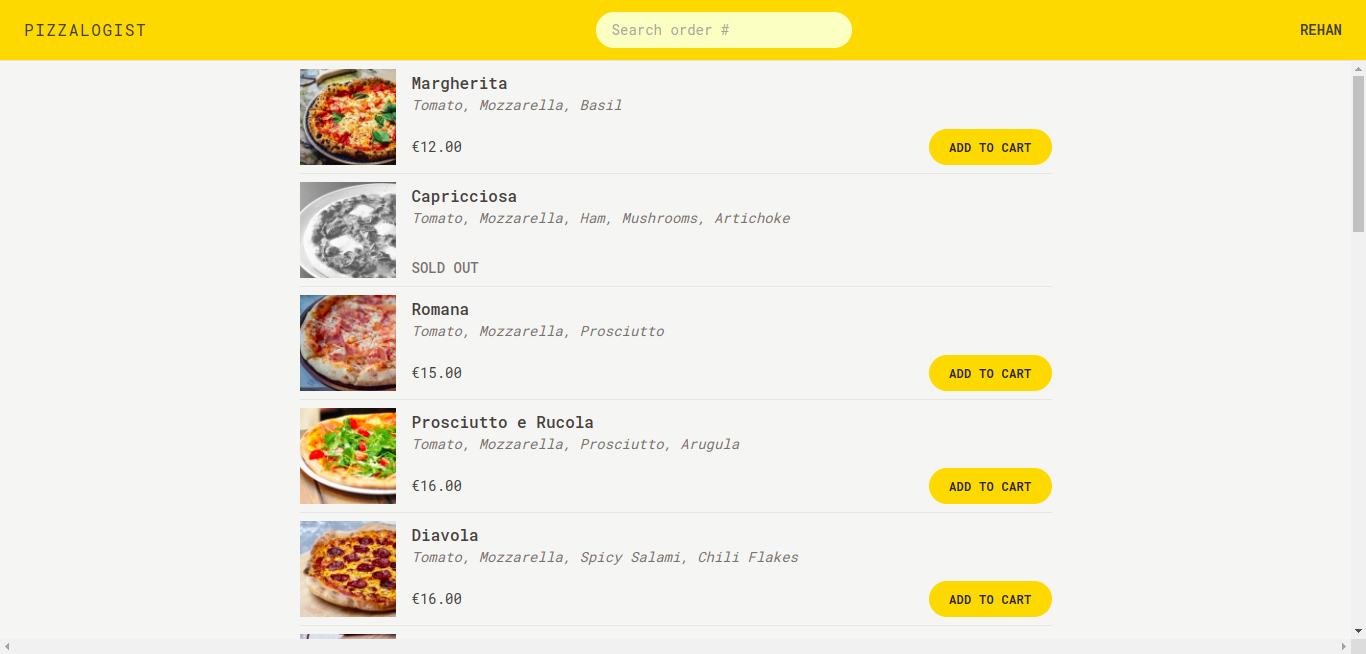 PIZZALOGIST
Search order #
REHAN
Margherita
Tomato, Mozzarella, Basil
€12.00
ADD TO CART
Capricciosa
Tomato, Mozzarella, Ham, Mushrooms, Artichoke
SOLD OUT
Romana
Tomato, Mozzarella, Prosciutto
€15.00
ADD TO CART
Prosciutto e Rucola
Tomato, Mozzarella, Prosciutto, Arugula
€16.00
ADD TO CART
Diavola
Tomato, Mozzarella, Spicy Salami, Chili Flakes
€16.00
ADD TO CART